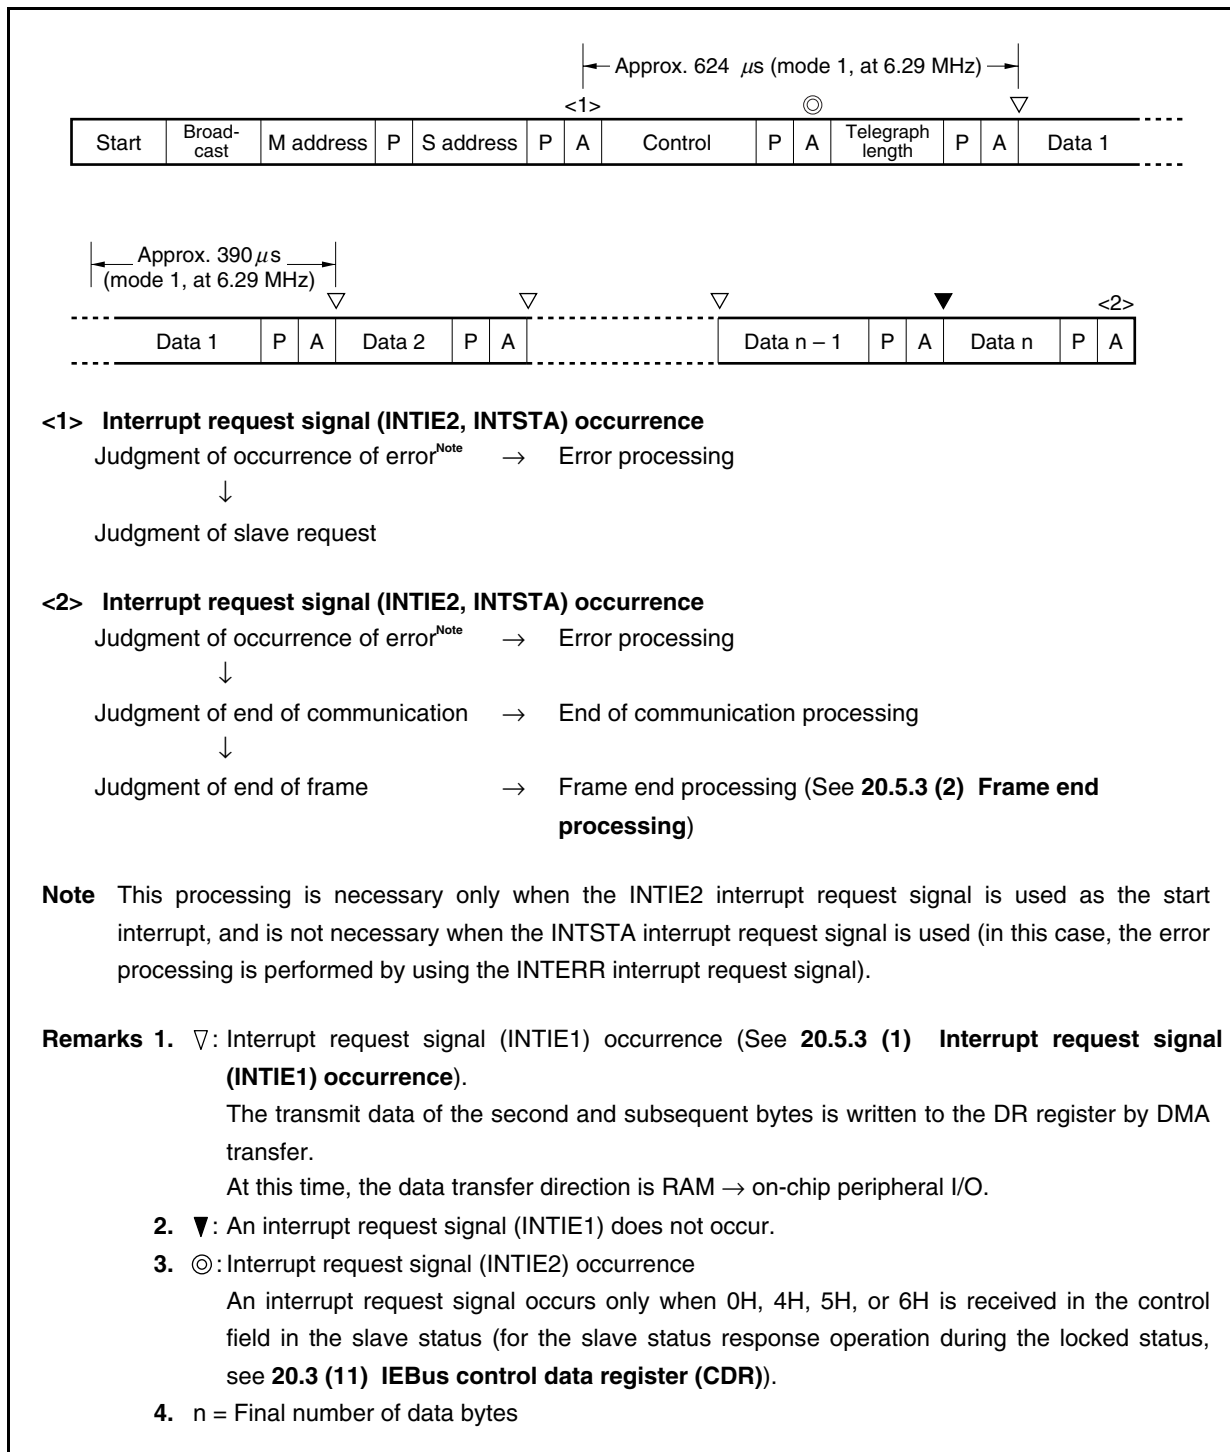 Approx. 624 μs (mode 1, at 6.29 MHz)
<1> ◎ ▽
Start Broad-cast M address P S address P A Control P A Telegraph length P A Data 1
Approx. 390 μs
(mode 1, at 6.29 MHz)
▽ ▽ ▽ ▼ <2>
Data 1 P A Data 2 P A Data n – 1 P A Data n P A
<1> Interrupt request signal (INTIE2, INTSTA) occurrence
Judgment of occurrence of errorNote → Error processing
↓
Judgment of slave request
<2> Interrupt request signal (INTIE2, INTSTA) occurrence
Judgment of occurrence of errorNote → Error processing
↓
Judgment of end of communication → End of communication processing
↓
Judgment of end of frame → Frame end processing (See 20.5.3 (2) Frame end
processing)
Note This processing is necessary only when the INTIE2 interrupt request signal is used as the start
interrupt, and is not necessary when the INTSTA interrupt request signal is used (in this case, the error
processing is performed by using the INTERR interrupt request signal).
Remarks 1. ▽: Interrupt request signal (INTIE1) occurrence (See 20.5.3 (1) Interrupt request signal
(INTIE1) occurrence).
The transmit data of the second and subsequent bytes is written to the DR register by DMA
transfer.
At this time, the data transfer direction is RAM → on-chip peripheral I/O.
2. ▼: An interrupt request signal (INTIE1) does not occur.
3. ◎: Interrupt request signal (INTIE2) occurrence
An interrupt request signal occurs only when 0H, 4H, 5H, or 6H is received in the control
field in the slave status (for the slave status response operation during the locked status,
see 20.3 (11) IEBus control data register (CDR)).
4. n = Final number of data bytes